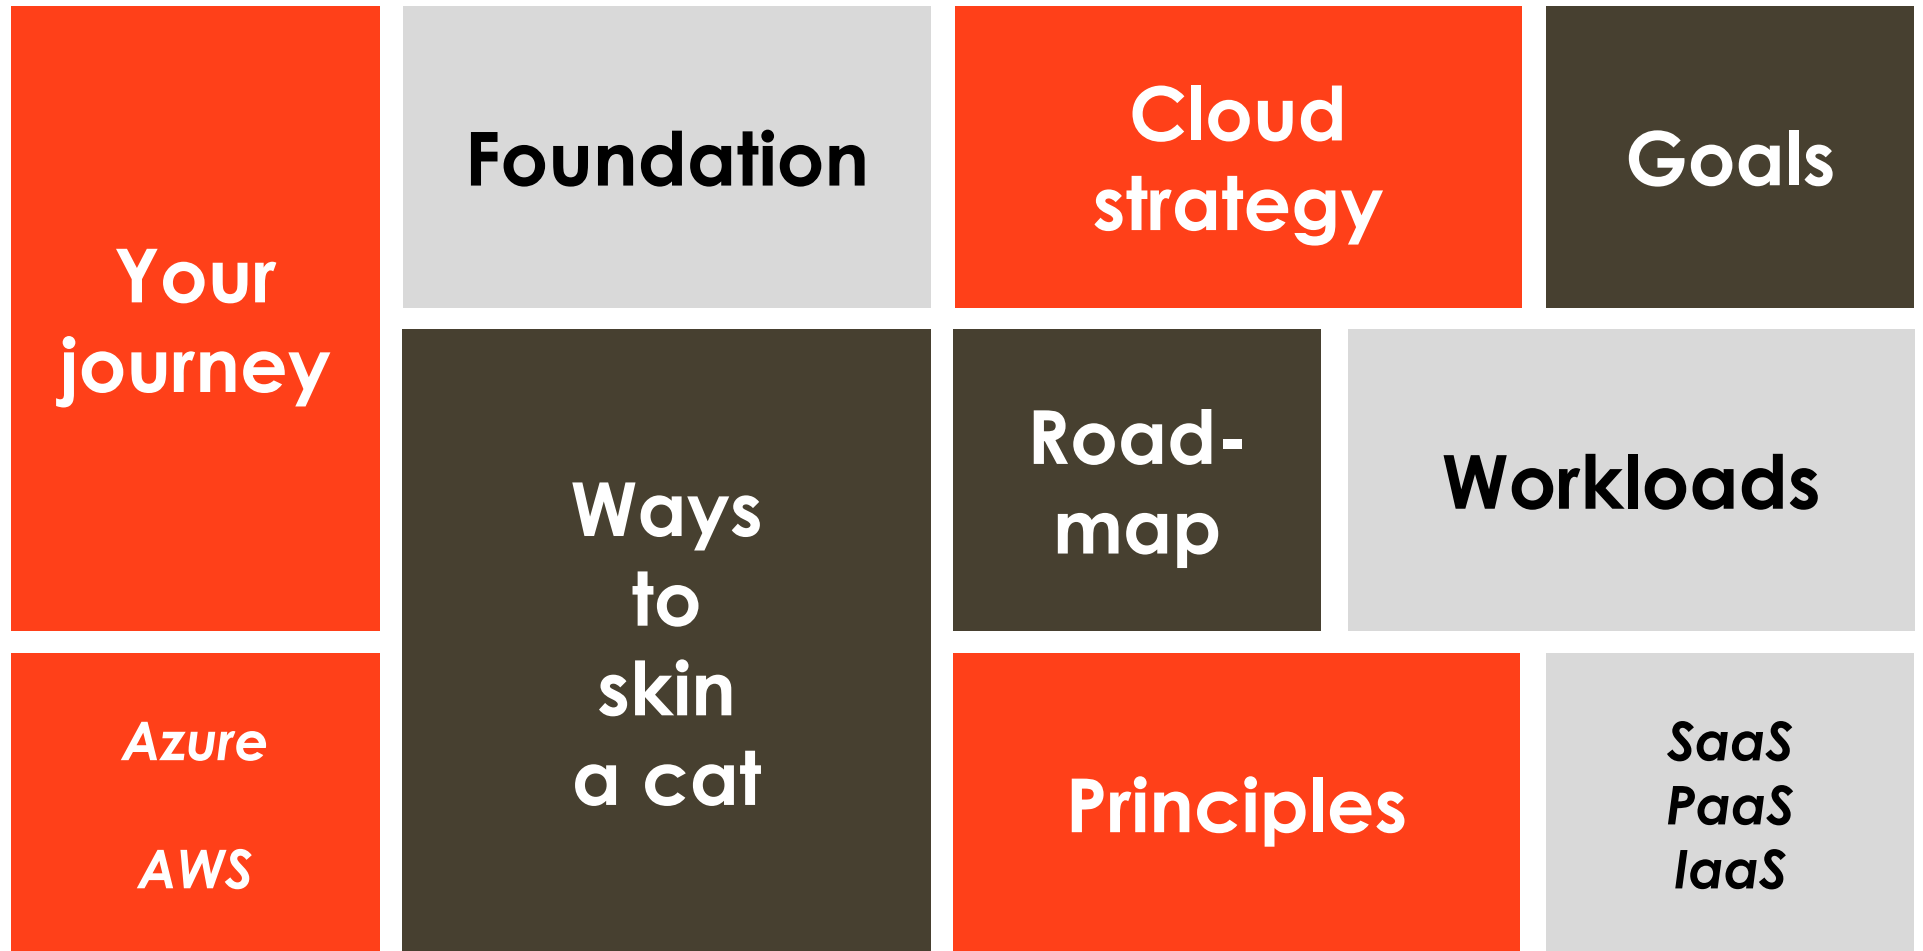 Your
journey
Foundation
Cloud
strategy
Goals
Ways
to
skin
a cat
Road-
map
Workloads
Azure
AWS
Principles
SaaS
PaaS
IaaS